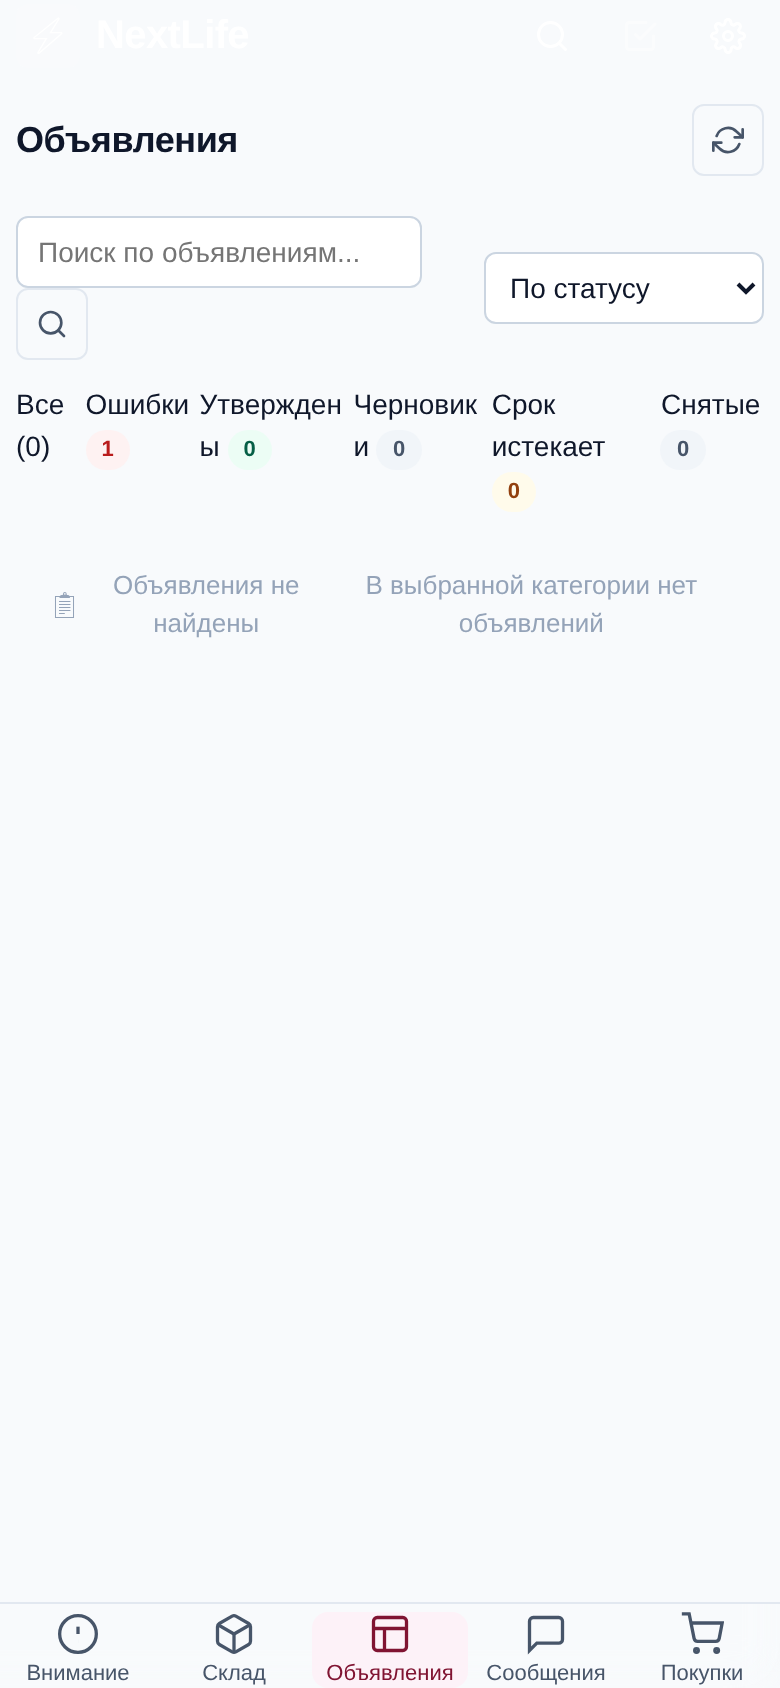 NextLife
Объявления
Поиск по объявлениям...
По статусу
Все
(0)
Ошибки
1
Утвержден
ы 0
Черновик
и 0
Срок
истекает
0
Снятые
0
Объявления не
найдены
В выбранной категории нет
объявлений
Внимание
Склад
Объявления
Сообщения
Покупки